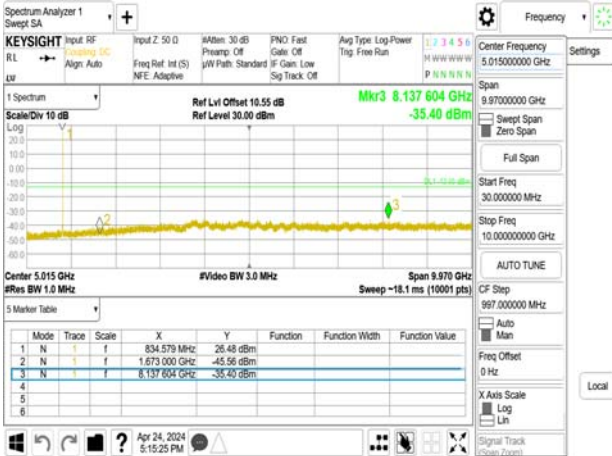 Spectrum Analyzer 1
Swept SA
Frequency
KEYSIGHT
RL
Input: RF
Coupling: DC
Align: Auto
Input Z: 50 Ω
Freq Ref: Int (S)
NFE: Adaptive
#Atten: 30 dB
Preamp: Off
µW Path: Standard
PNO: Fast
Gate: Off
IF Gain: Low
Sig Track: Off
Avg Type: Log-Power
Trig: Free Run
1 2 3 4 5 6
M W W W W W
P N N N N N
Center Frequency
5.015000000 GHz
Settings
1 Spectrum
Ref Lvl Offset 10.55 dB
Mkr3 8.137 604 GHz
Scale/Div 10 dB
Ref Level 30.00 dBm
-35.40 dBm
Span
9.97000000 GHz
Swept Span
Zero Span
Log
20.0
10.0
0.00
-10.0
-20.0
-30.0
-40.0
-50.0
-60.0
1
2
3
Full Span
Start Freq
30.000000 MHz
Stop Freq
10.000000000 GHz
AUTO TUNE
Center 5.015 GHz
#Video BW 3.0 MHz
Span 9.970 GHz
#Res BW 1.0 MHz
Sweep ~18.1 ms (10001 pts)
CF Step
997.000000 MHz
Auto
Man
5 Marker Table
Mode Trace Scale X Y Function Function Width Function Value
1 N 1 f 834.579 MHz 26.48 dBm
2 N 1 f 1.673 000 GHz -45.56 dBm
3 N 1 f 8.137 604 GHz -35.40 dBm
4
5
6
Freq Offset
0 Hz
X Axis Scale
Log
Lin
Local
Signal Track
(Span Zoom)
?
Apr 24, 2024
5:15:25 PM